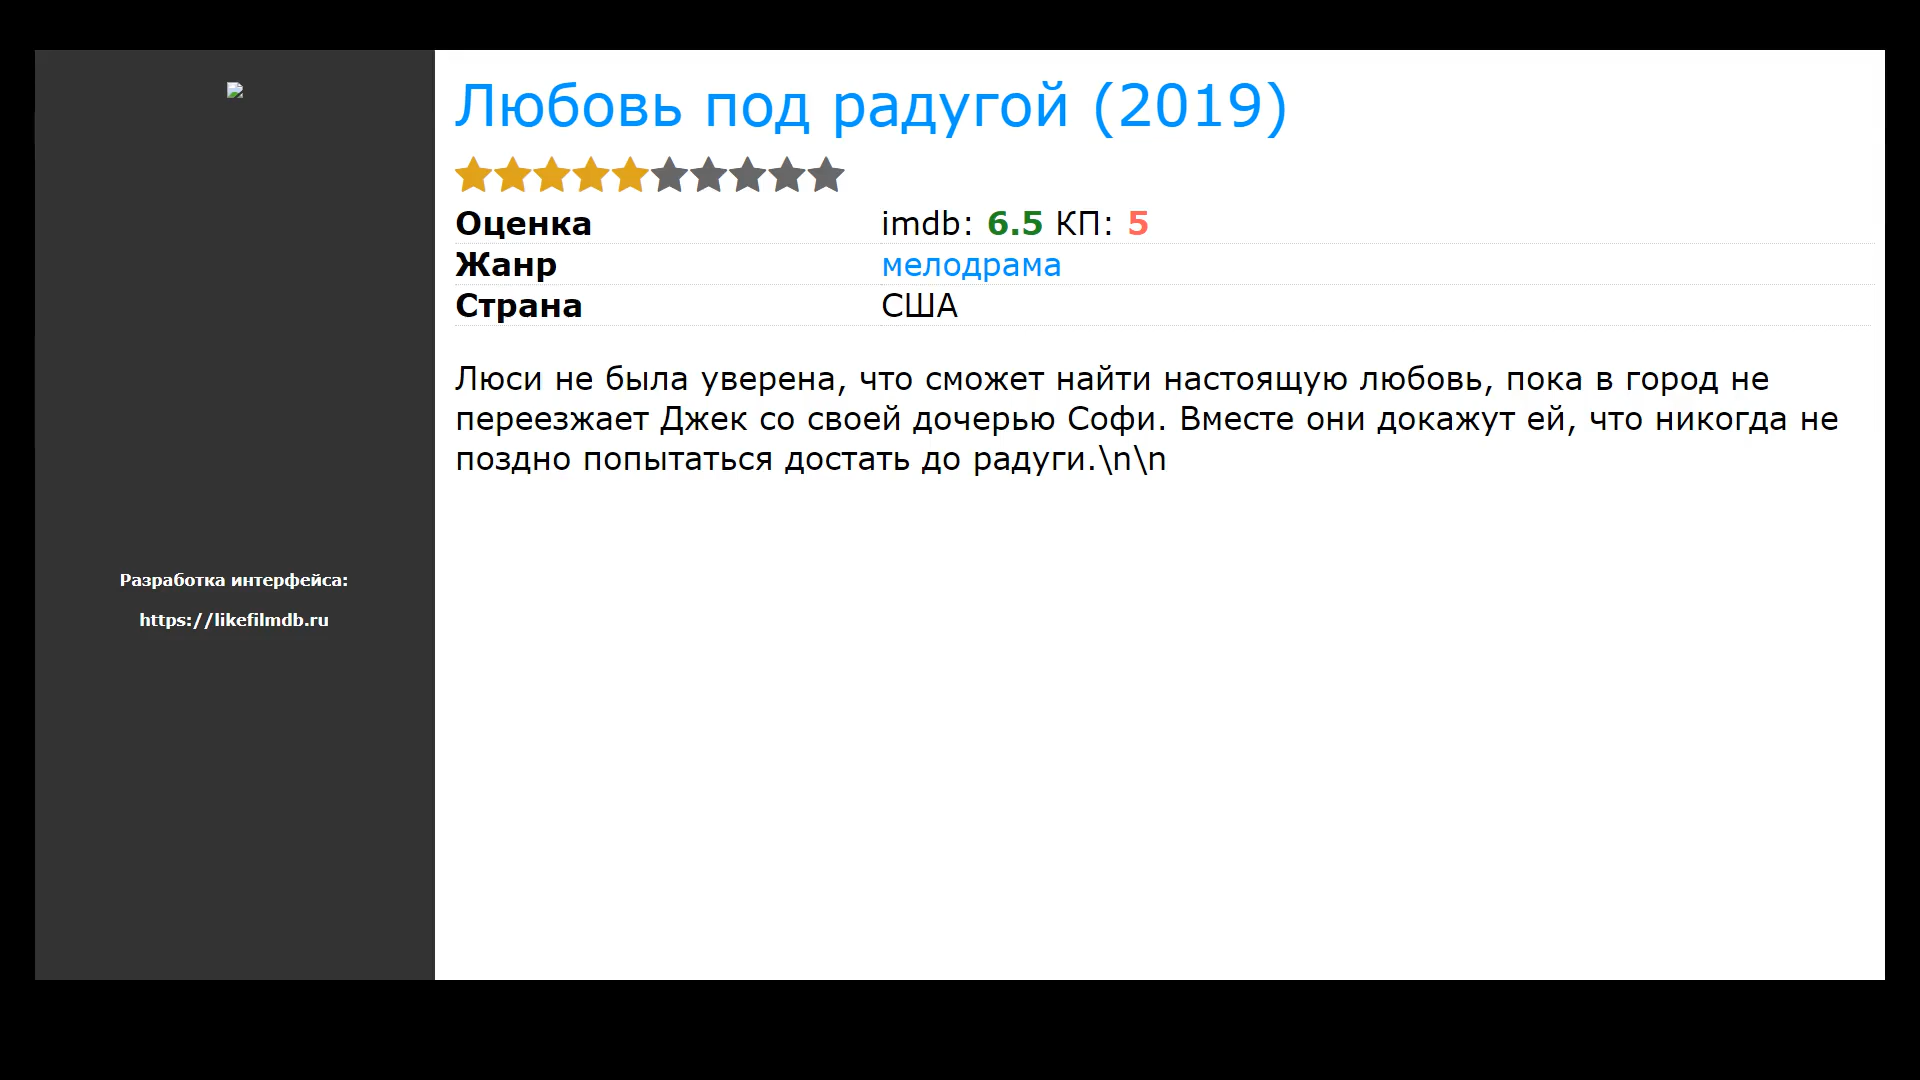 Любовь под радугой (2019)
Оценка imdb: 6.5 КП: 5
Жанр мелодрама
Страна США
Люси не была уверена, что сможет найти настоящую любовь, пока в город не
переезжает Джек со своей дочерью Софи. Вместе они докажут ей, что никогда не
поздно попытаться достать до радуги.\n\n
Разработка интерфейса:
https://likefilmdb.ru